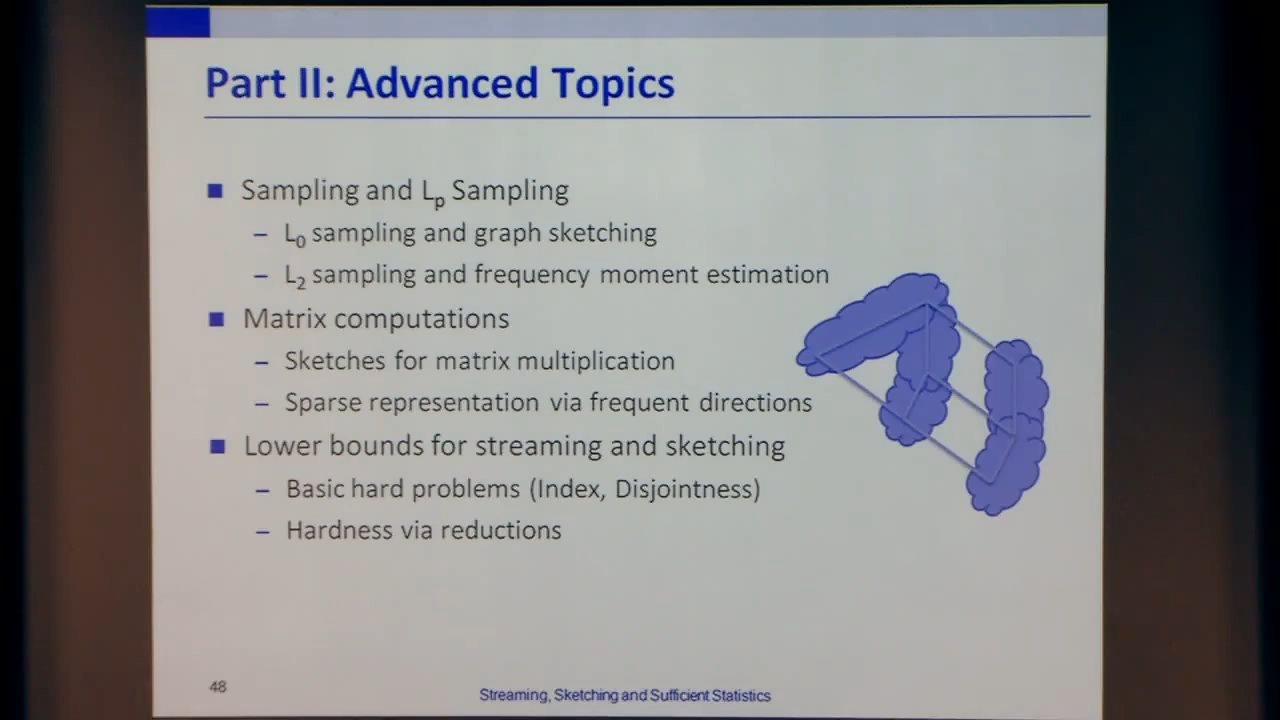 Part II: Advanced Topics
■ Sampling and Lₚ Sampling
– L₀ sampling and graph sketching
– L₂ sampling and frequency moment estimation
■ Matrix computations
– Sketches for matrix multiplication
– Sparse representation via frequent directions
■ Lower bounds for streaming and sketching
– Basic hard problems (Index, Disjointness)
– Hardness via reductions
48
Streaming, Sketching and Sufficient Statistics